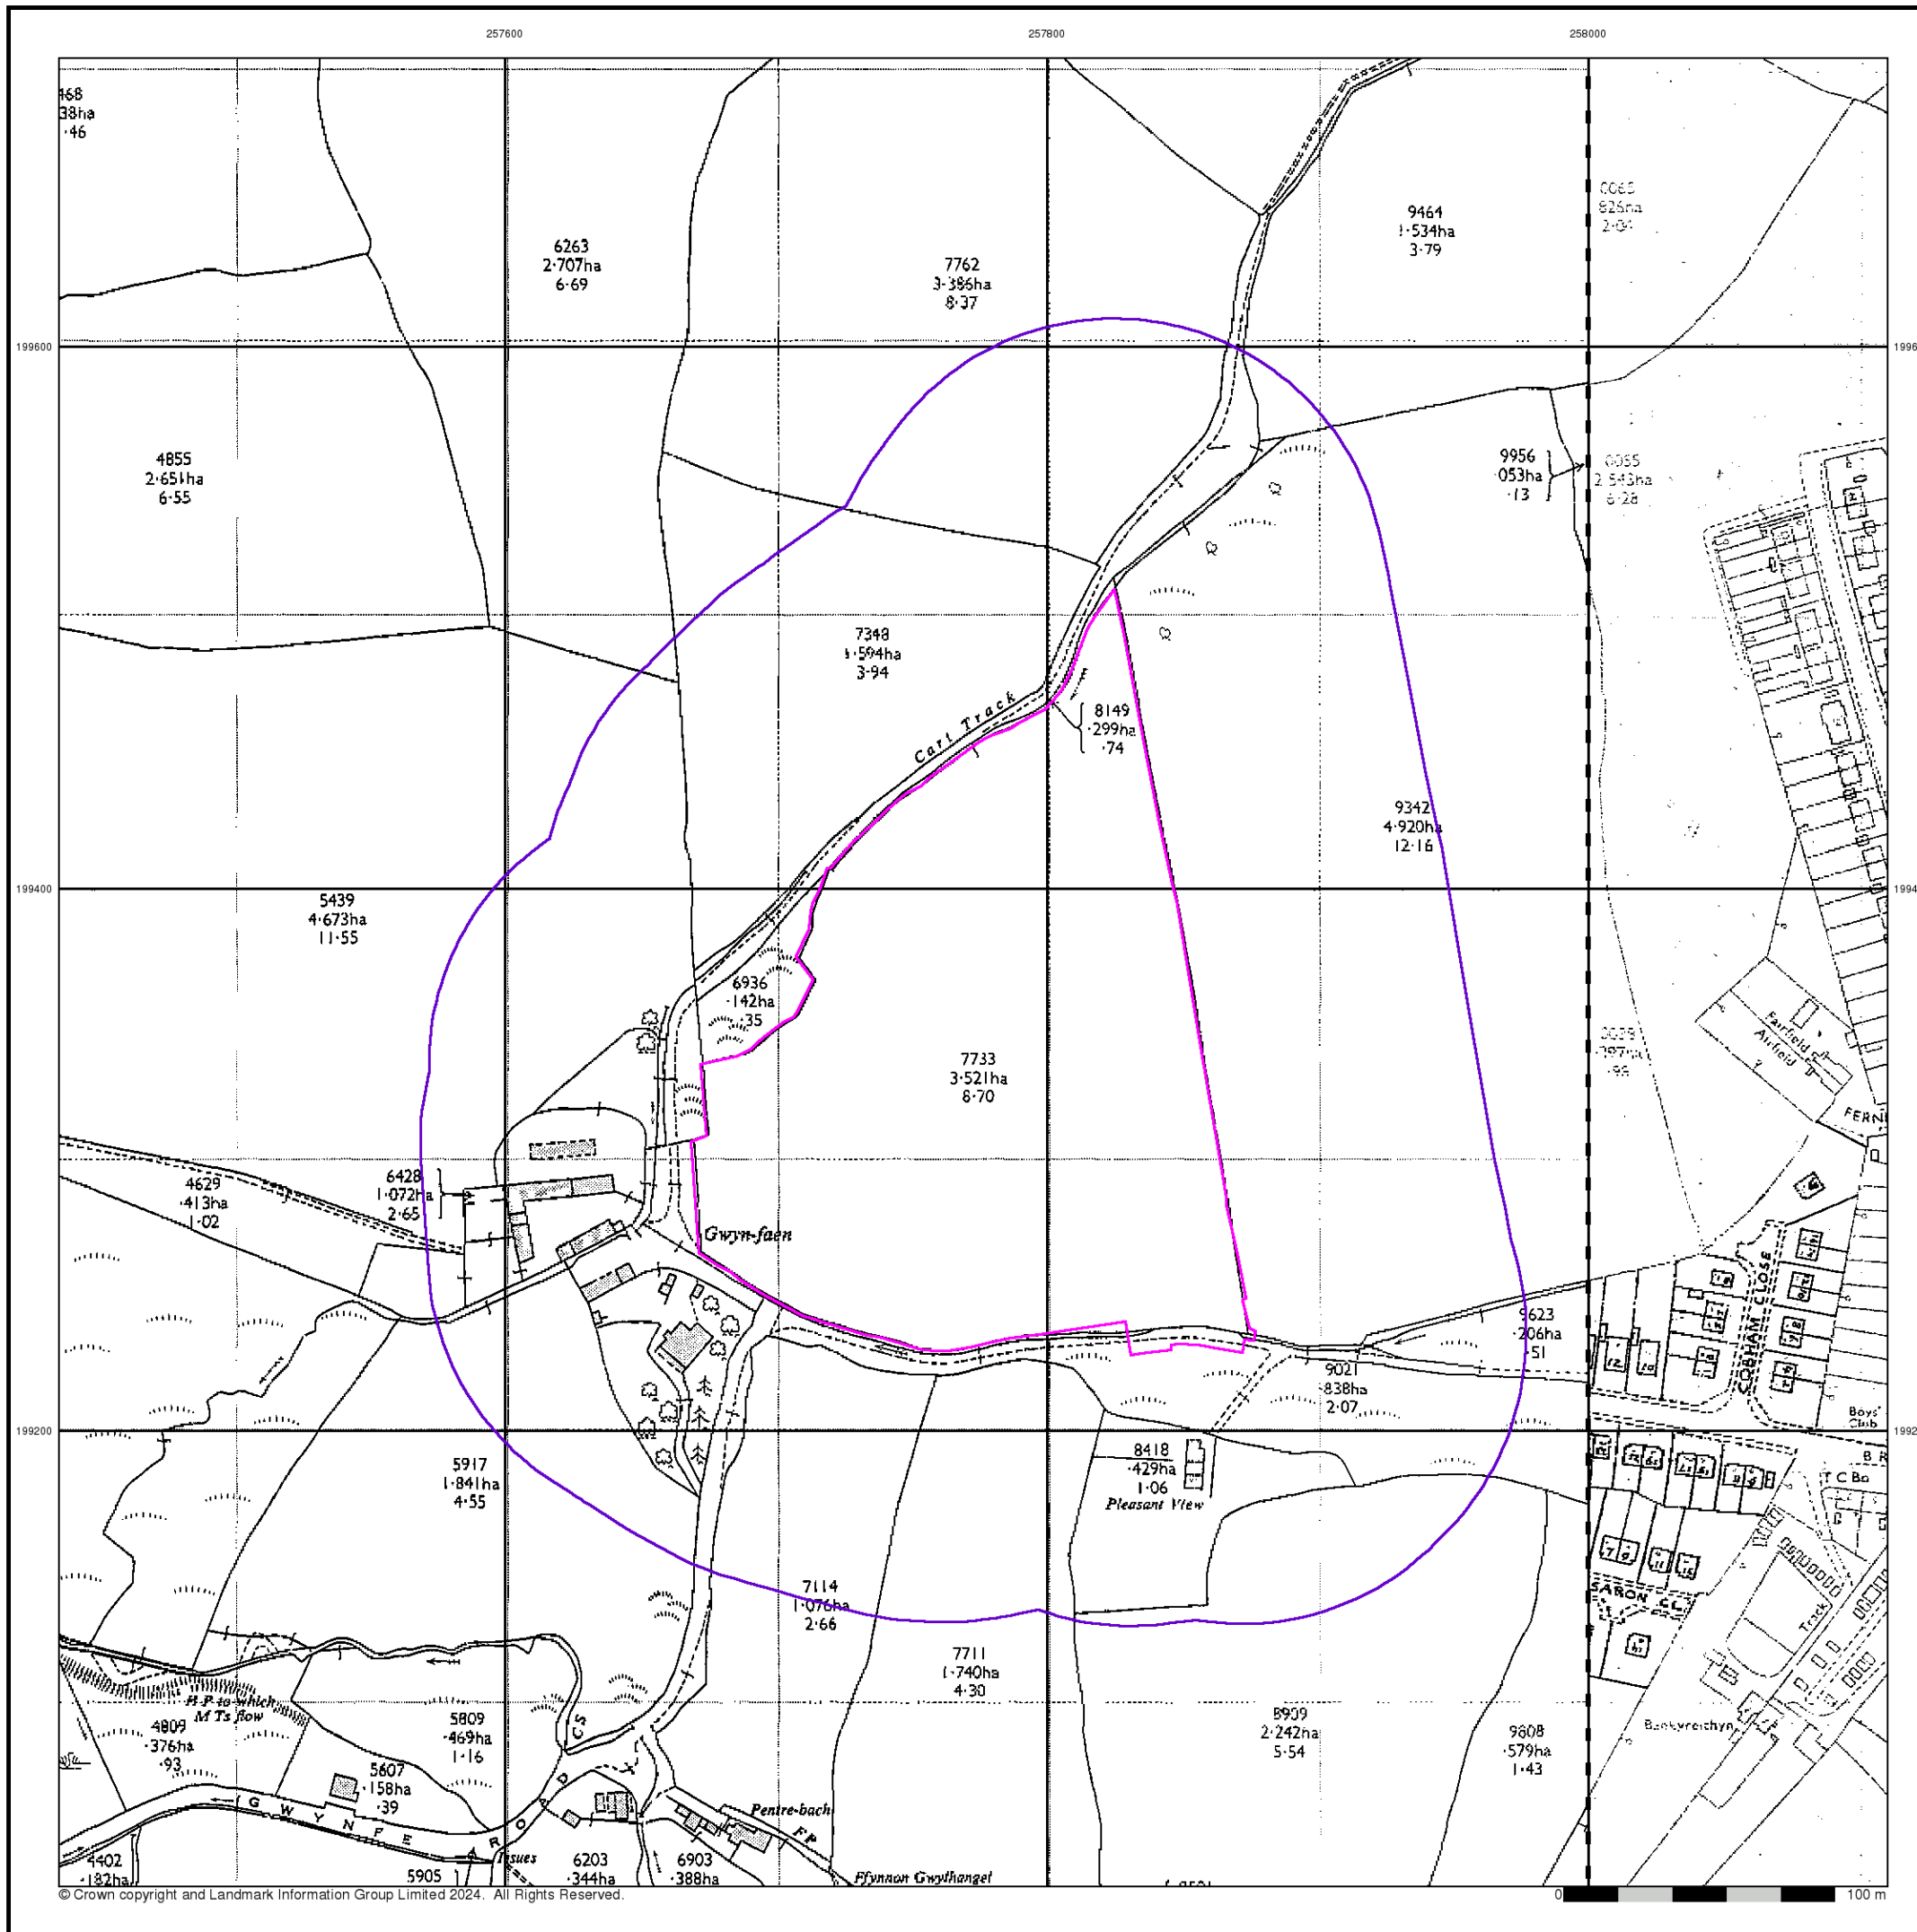 257600
257800
258000
38ha
·46
6263
2·707ha
6·69
7762
3·386ha
8·37
9464
1·534ha
3·79
199600
4855
2·651ha
6·55
9956
·053ha
·13
6·28
7348
1·594ha
3·94
Cart Track
8149
·299ha
·74
9342
4·920ha
12·16
199400
5439
4·673ha
11·55
6936
·142ha
·35
7733
3·521ha
8·70
Fairfield
FERN
4629
·413ha
1·02
6428
1·072ha
2·65
Gwyn-faen
COBHAM CLOSE
9623
·206ha
·51
9021
·838ha
2·07
Boys'
Club
199200
5917
1·841ha
4·55
8418
·429ha
1·06
Pleasant View
T C Bo
7114
1·076ha
2·66
SARON CL
Track
7711
1·740ha
4·30
H P to which
M Ts flow
4809
·376ha
·93
5809
·469ha
1·16
CS
8909
2·242ha
5·54
9808
·579ha
1·43
5607
·158ha
·39
GWYNFE ROAD
Pentre-bach
FP
4402
·182ha
5905
Issues
6203
·344ha
6903
·388ha
Ffynnon Gwythangel
© Crown copyright and Landmark Information Group Limited 2024. All Rights Reserved.
0
100 m